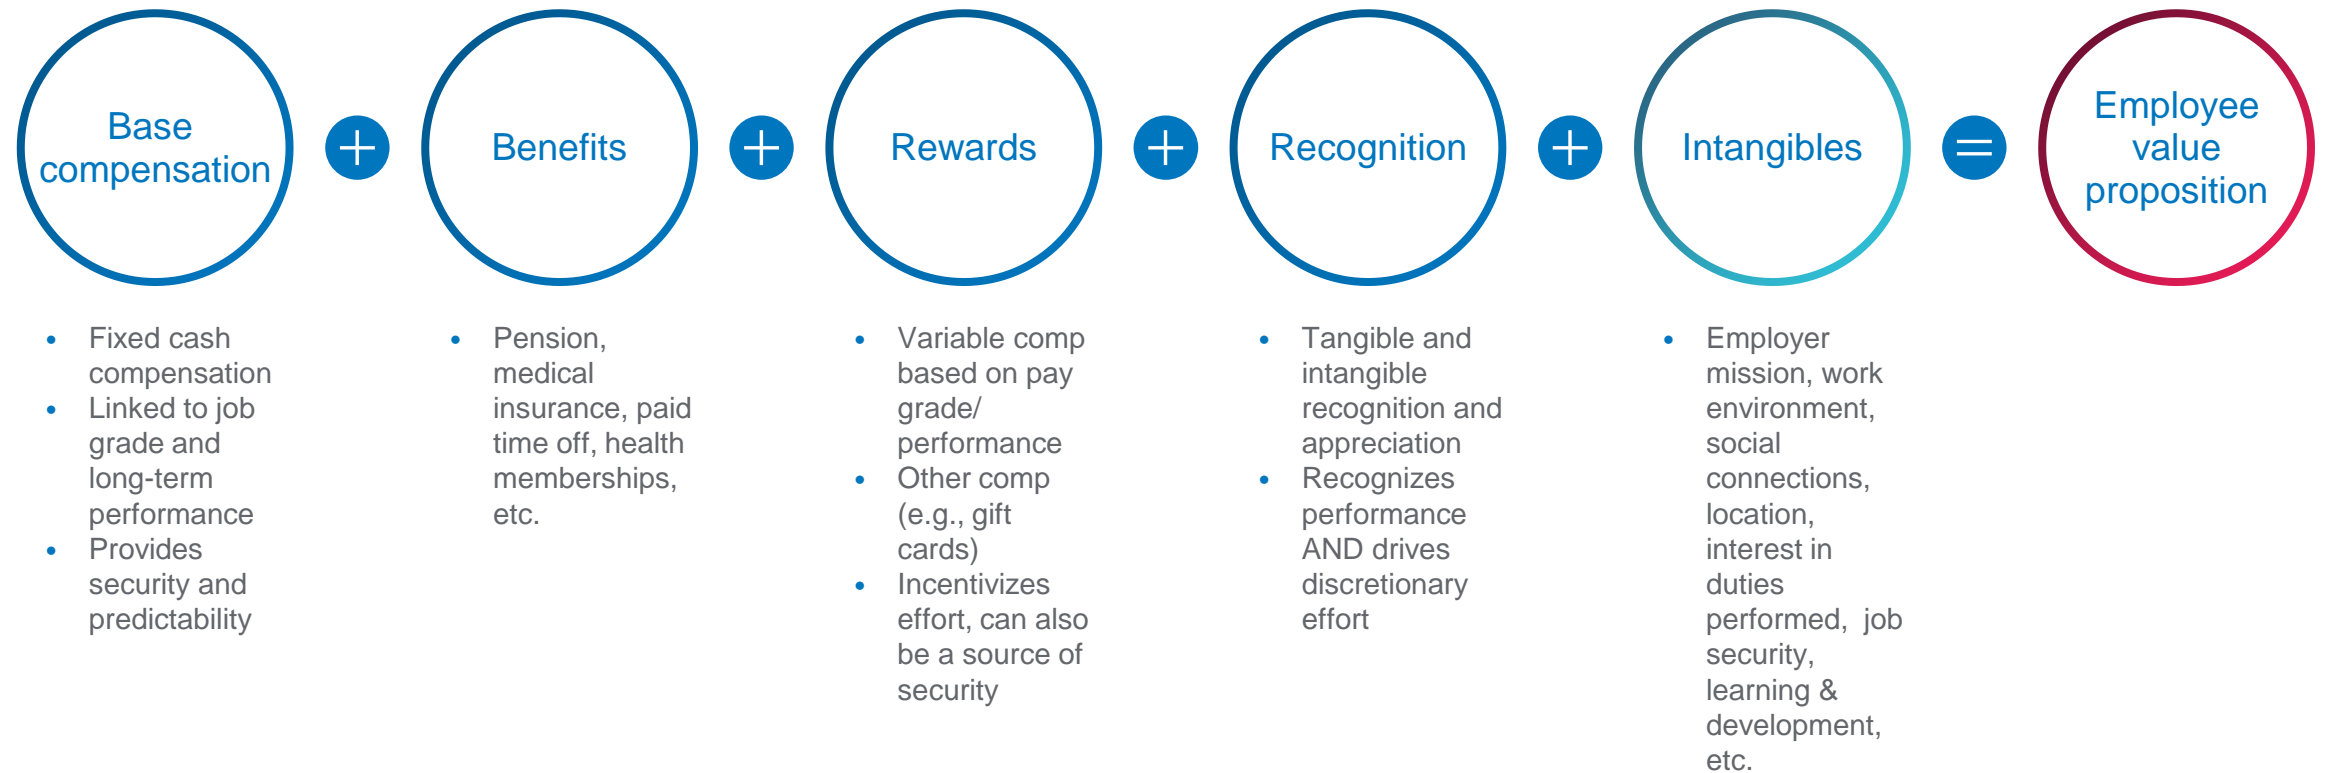 Base
compensation
+
Benefits
+
Rewards
+
Recognition
+
Intangibles
=
Employee
value
proposition
• Fixed cash
compensation
• Linked to job
grade and
long-term
performance
• Provides
security and
predictability
• Pension,
medical
insurance, paid
time off, health
memberships,
etc.
• Variable comp
based on pay
grade/
performance
• Other comp
(e.g., gift
cards)
• Incentivizes
effort, can also
be a source of
security
• Tangible and
intangible
recognition and
appreciation
• Recognizes
performance
AND drives
discretionary
effort
• Employer
mission, work
environment,
social
connections,
location,
interest in
duties
performed,  job
security,
learning &
development,
etc.